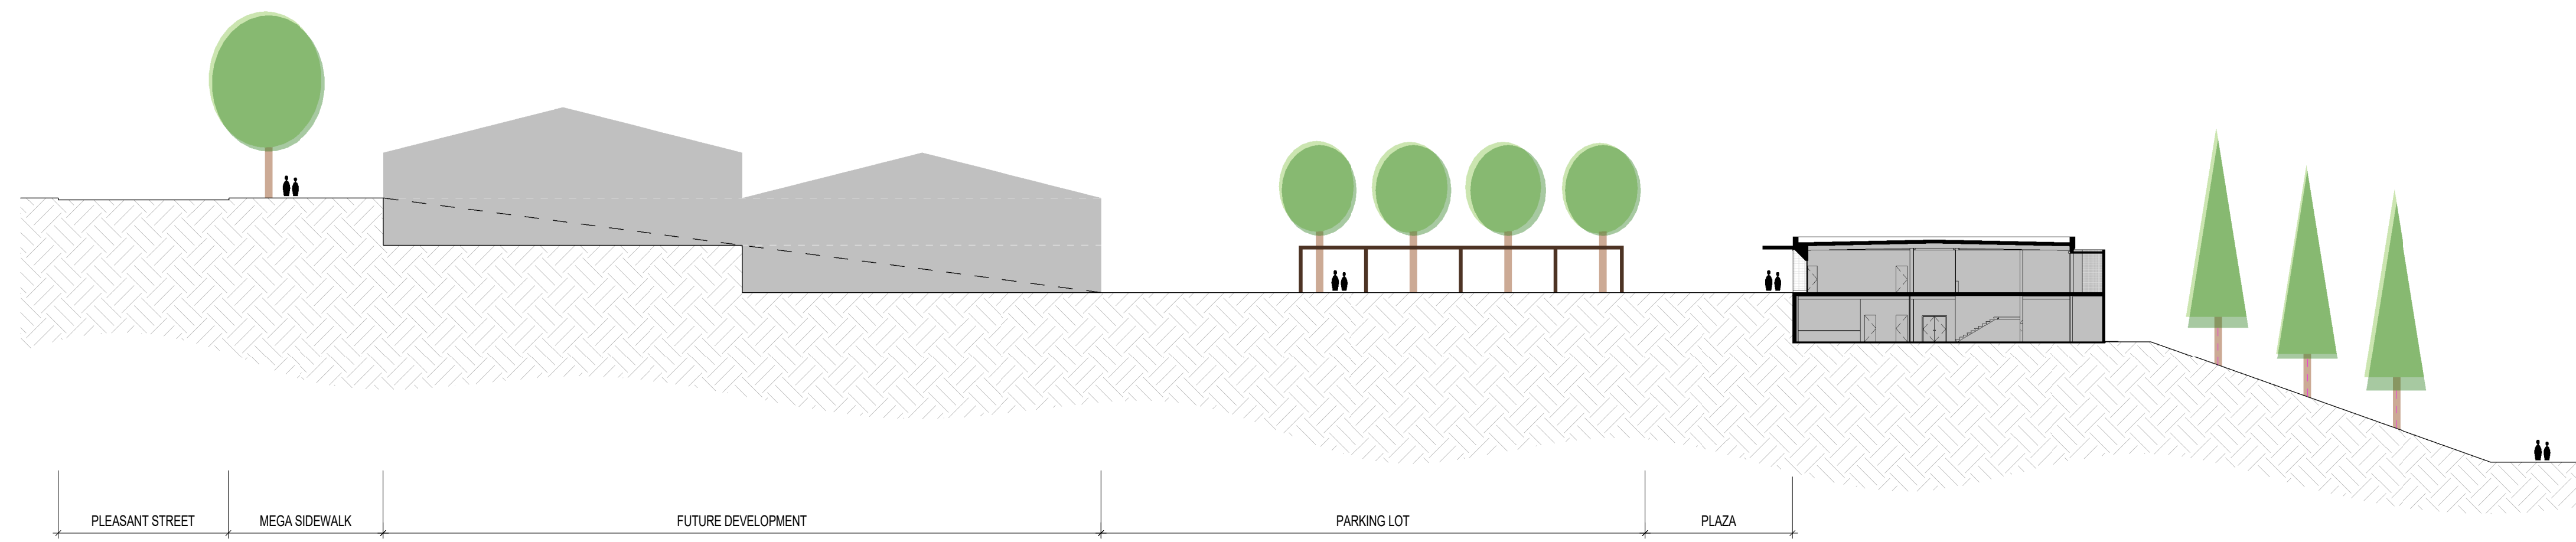 PLEASANT STREET
MEGA SIDEWALK
FUTURE DEVELOPMENT
PARKING LOT
PLAZA